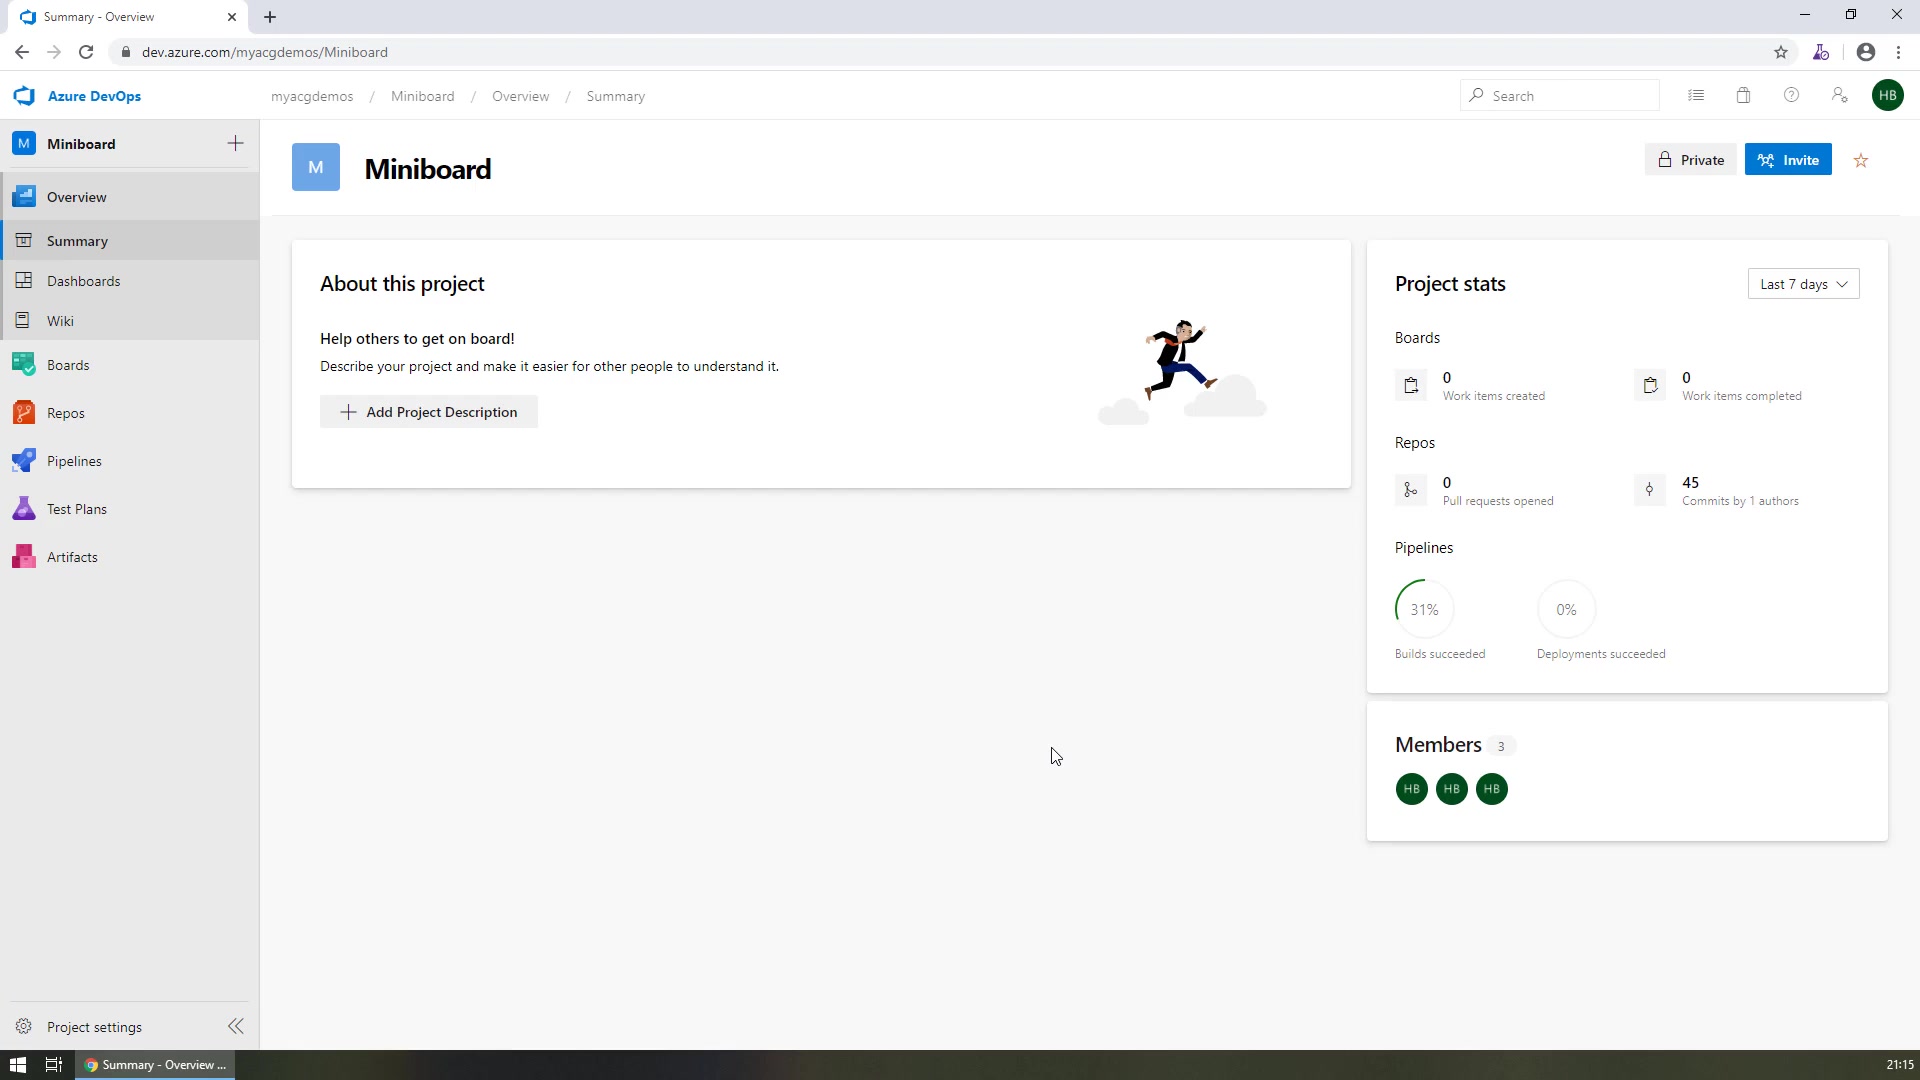 Summary - Overview
dev.azure.com/myacgdemos/Miniboard
Azure DevOps
myacgdemos / Miniboard / Overview / Summary
Search
HB
M Miniboard
Overview
Summary
Dashboards
Wiki
Boards
Repos
Pipelines
Test Plans
Artifacts
Project settings
M Miniboard
Private
Invite
About this project
Help others to get on board!
Describe your project and make it easier for other people to understand it.
Add Project Description
Project stats
Last 7 days
Boards
0
Work items created
0
Work items completed
Repos
0
Pull requests opened
45
Commits by 1 authors
Pipelines
31%
Builds succeeded
0%
Deployments succeeded
Members 3
HB HB HB
Summary - Overview ...
21:15